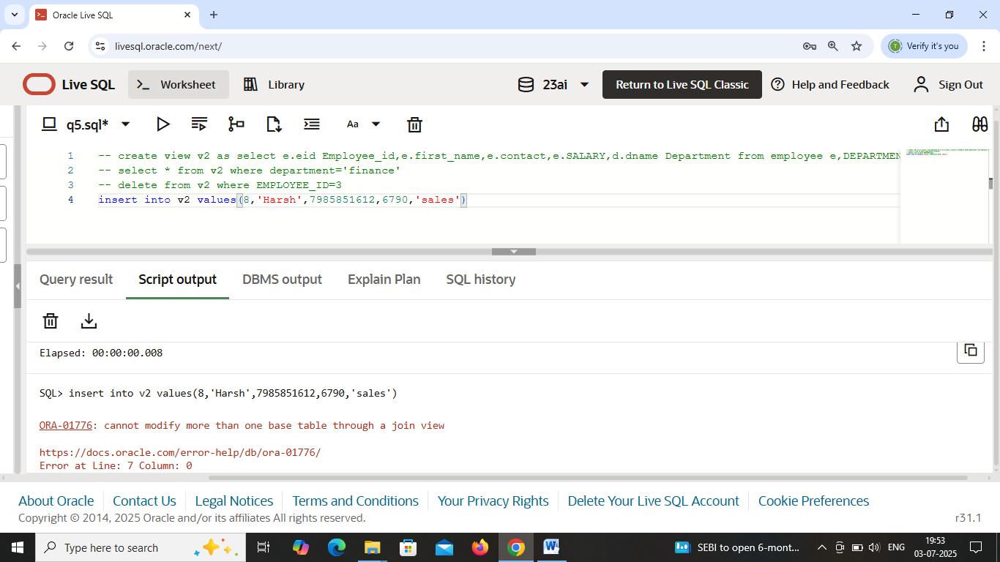 Oracle Live SQL
livesql.oracle.com/next/
Verify it's you
Live SQL
Worksheet
Library
23ai
Return to Live SQL Classic
Help and Feedback
Sign Out
q5.sql*
Aa
1 -- create view v2 as select e.eid Employee_id,e.first_name,e.contact,e.SALARY,d.dname Department from employee e,DEPARTMEN
2 -- select * from v2 where department='finance'
3 -- delete from v2 where EMPLOYEE_ID=3
4 insert into v2 values(8,'Harsh',7985851612,6790,'sales')
Query result
Script output
DBMS output
Explain Plan
SQL history
Elapsed: 00:00:00.008
SQL> insert into v2 values(8,'Harsh',7985851612,6790,'sales')
ORA-01776: cannot modify more than one base table through a join view
https://docs.oracle.com/error-help/db/ora-01776/
Error at Line: 7 Column: 0
About Oracle
Contact Us
Legal Notices
Terms and Conditions
Your Privacy Rights
Delete Your Live SQL Account
Cookie Preferences
Copyright © 2014, 2025 Oracle and/or its affiliates All rights reserved.
r31.1
Type here to search
SEBI to open 6-mont...
ENG
19:53
03-07-2025